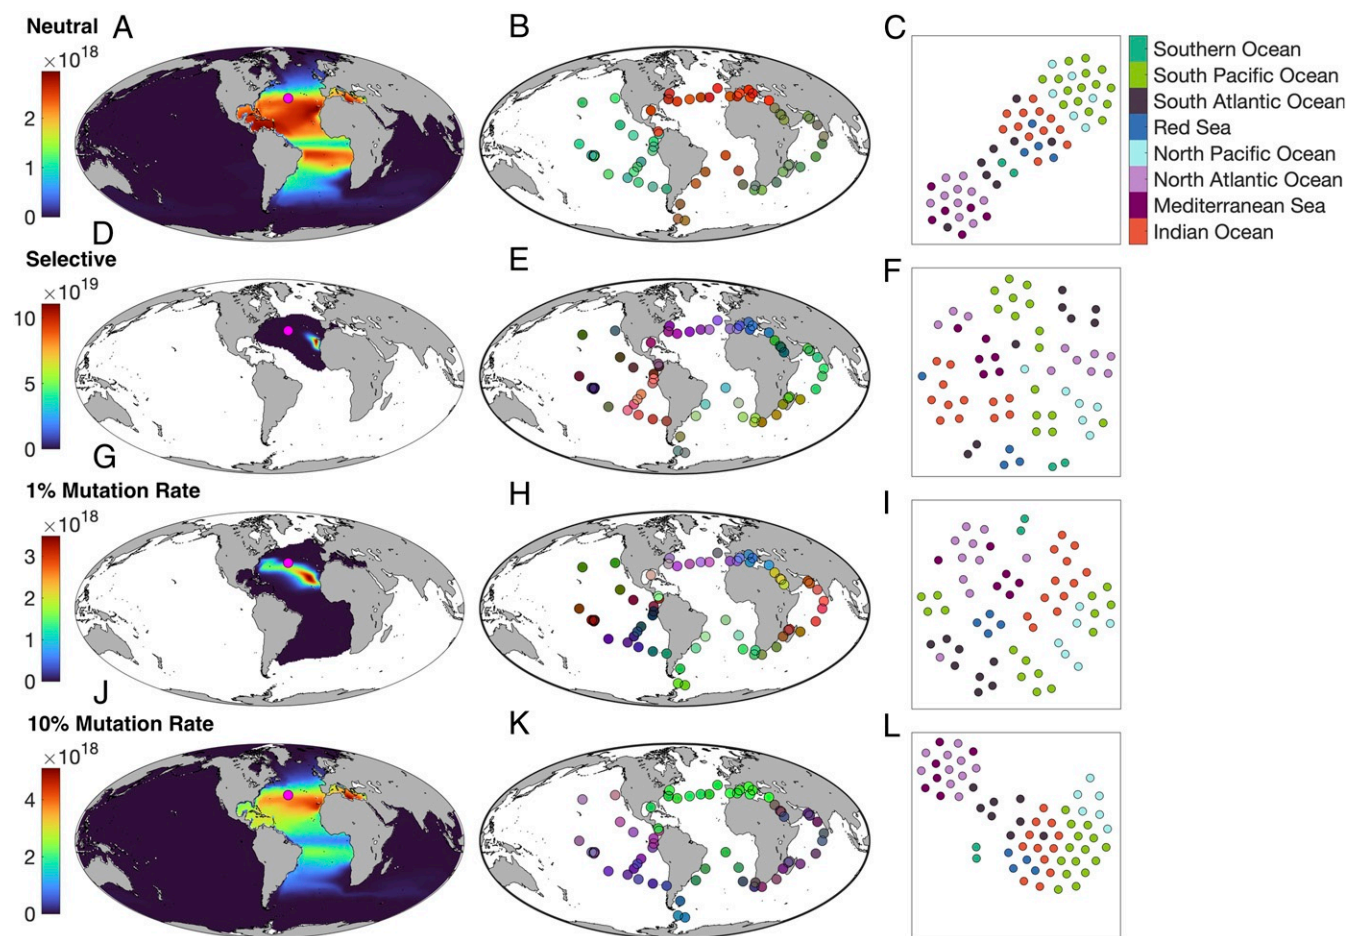 Neutral
A
B
C
×10^18
2
1
0
Southern Ocean
South Pacific Ocean
South Atlantic Ocean
Red Sea
North Pacific Ocean
North Atlantic Ocean
Mediterranean Sea
Indian Ocean
D
Selective
E
F
×10^19
10
5
0
G
1% Mutation Rate
H
I
×10^18
3
2
1
0
J
10% Mutation Rate
K
L
×10^18
4
2
0